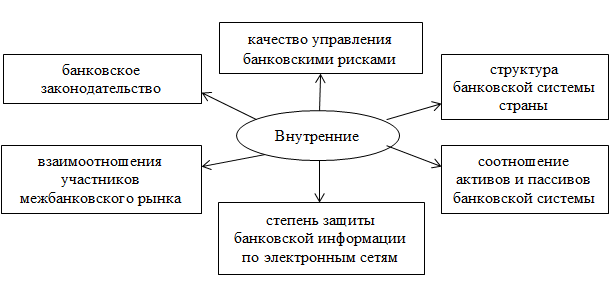 качество управления
банковскими рисками
банковское
законодательство
структура
банковской системы
страны
Внутренние
взаимоотношения
участников
межбанковского рынка
соотношение
активов и пассивов
банковской системы
степень защиты
банковской информации
по электронным сетям